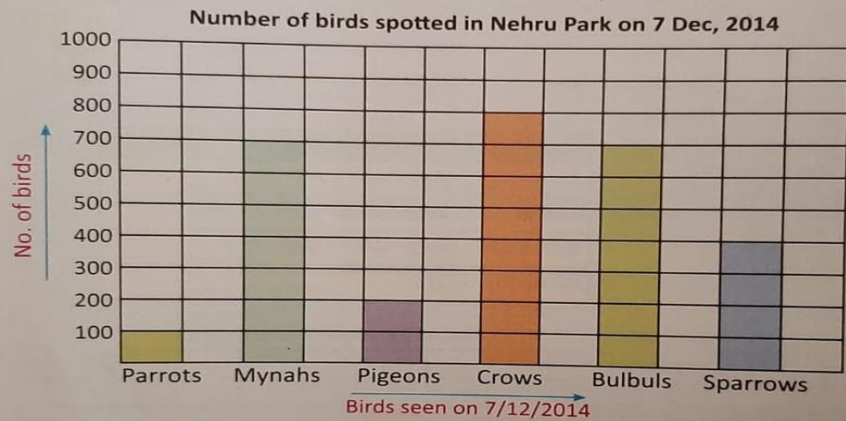 Number of birds spotted in Nehru Park on 7 Dec, 2014
1000
900
800
700
600
500
400
300
200
100
No. of birds
Parrots Mynahs Pigeons Crows Bulbuls Sparrows
Birds seen on 7/12/2014